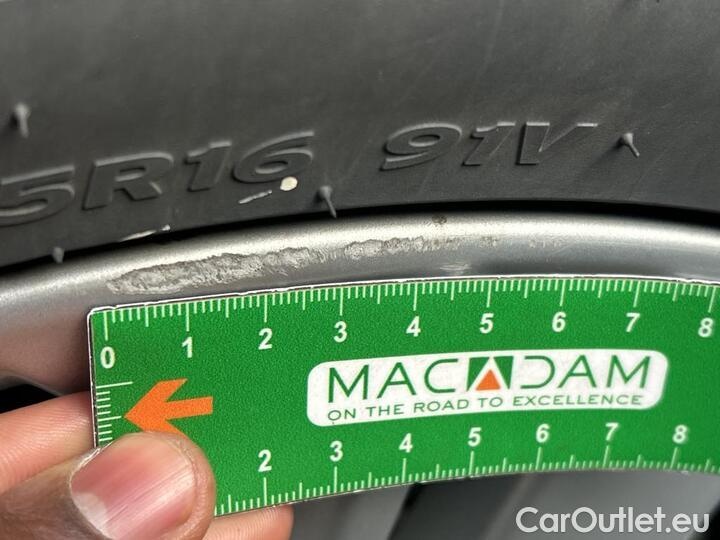 5R16 91V
0 1 2 3 4 5 6 7 8
MACADAM
ON THE ROAD TO EXCELLENCE
2 3 4 5 6 7 8
CarOutlet.eu